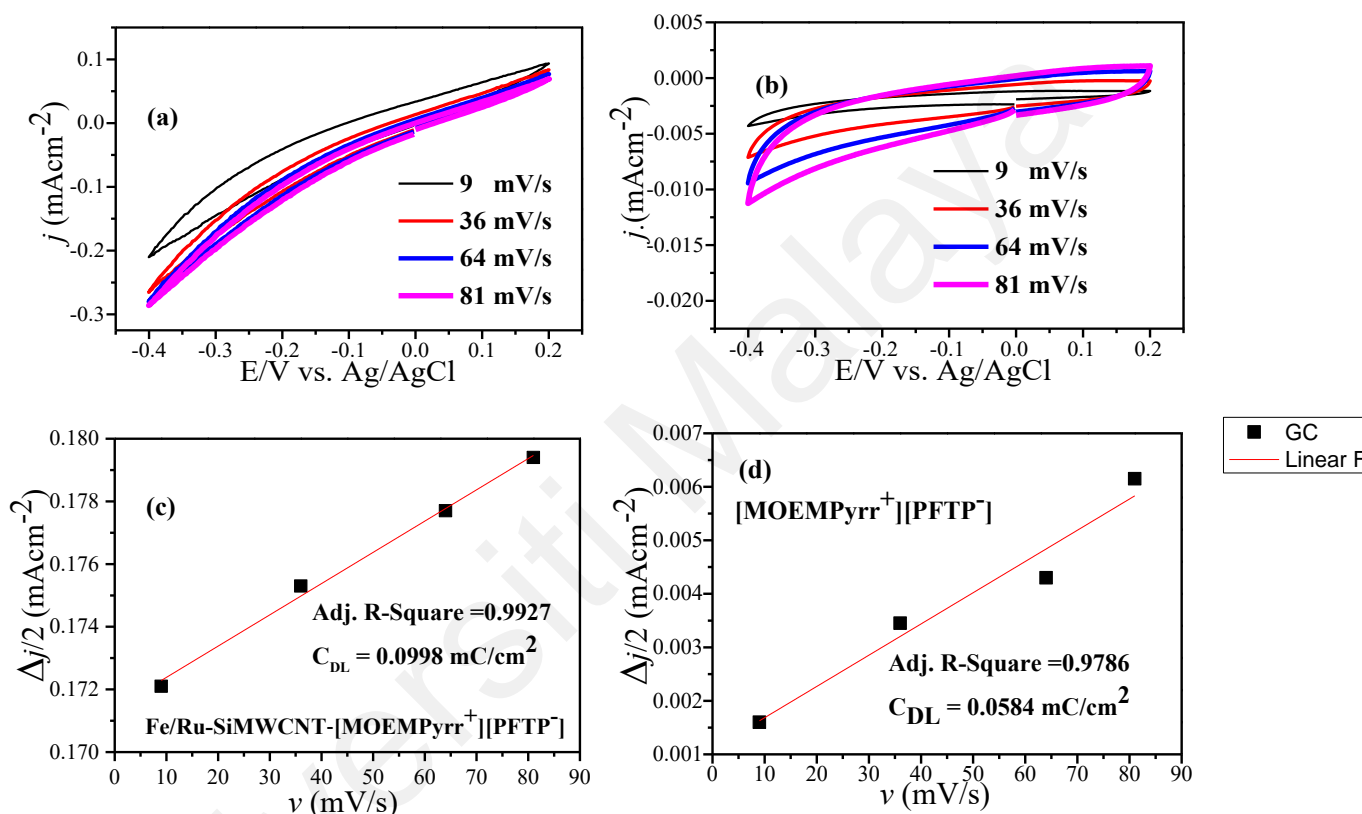 (a)
j (mAcm⁻²)
0.1
0.0
-0.1
-0.2
-0.3
9 mV/s
36 mV/s
64 mV/s
81 mV/s
-0.4 -0.3 -0.2 -0.1 0.0 0.1 0.2
E/V vs. Ag/AgCl
(b)
j.(mAcm⁻²)
0.005
0.000
-0.005
-0.010
-0.015
-0.020
9 mV/s
36 mV/s
64 mV/s
81 mV/s
-0.4 -0.3 -0.2 -0.1 0.0 0.1 0.2
E/V vs. Ag/AgCl
(c)
Δj/2 (mAcm⁻²)
0.180
0.178
0.176
0.174
0.172
0.170
Adj. R-Square =0.9927
C_DL = 0.0998 mC/cm²
Fe/Ru-SiMWCNT-[MOEMPyrr⁺][PFTP⁻]
0 10 20 30 40 50 60 70 80 90
v (mV/s)
(d)
Δj/2 (mAcm⁻²)
0.007
0.006
0.005
0.004
0.003
0.002
0.001
[MOEMPyrr⁺][PFTP⁻]
Adj. R-Square =0.9786
C_DL = 0.0584 mC/cm²
0 10 20 30 40 50 60 70 80 90
v (mV/s)
GC
Linear F
versiti Malaya